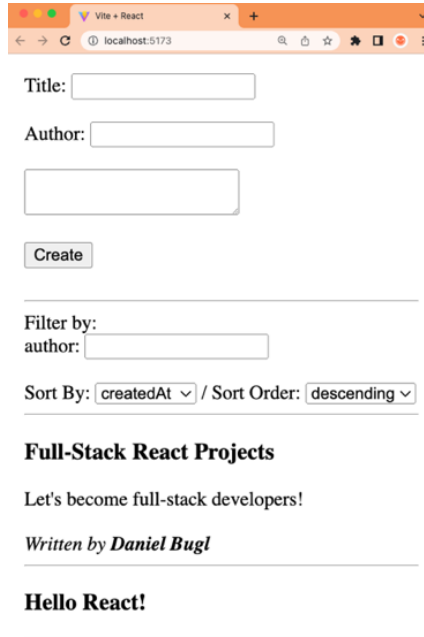 Vite + React
localhost:5173
Title:
Author:
Create
Filter by:
author:
Sort By: createdAt / Sort Order: descending
Full-Stack React Projects
Let's become full-stack developers!
Written by Daniel Bugl
Hello React!